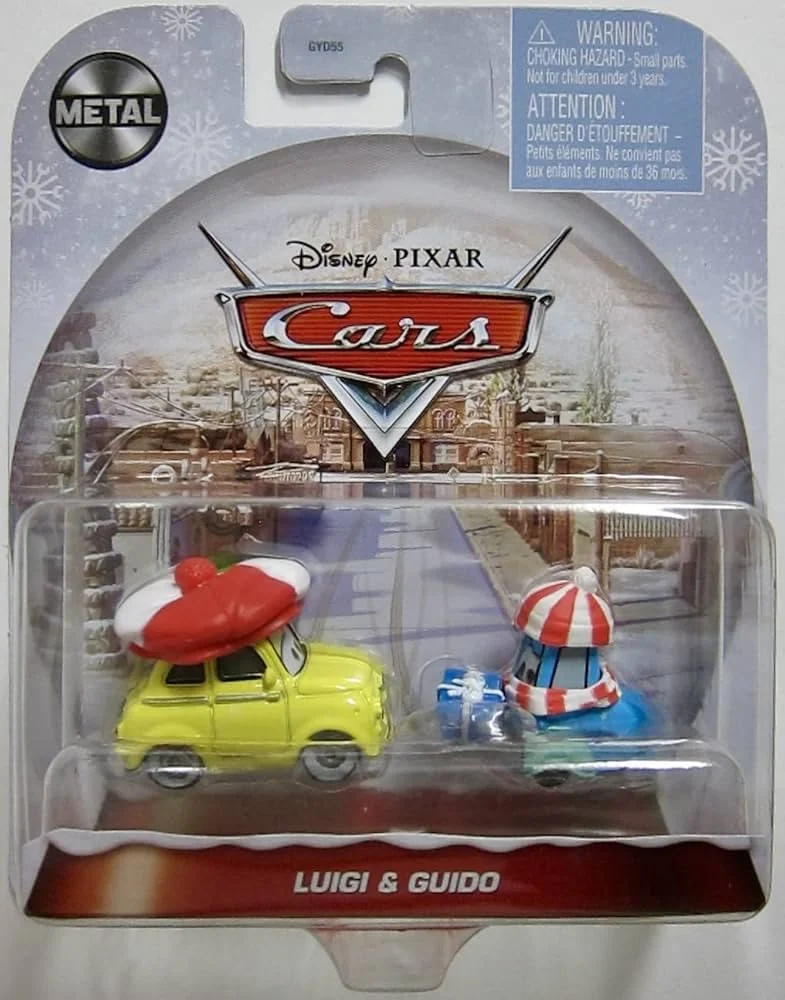 GYD55
METAL
WARNING:
CHOKING HAZARD - Small parts.
Not for children under 3 years.
ATTENTION :
DANGER D'ÉTOUFFEMENT –
Petits éléments. Ne convient pas
aux enfants de moins de 36 mois.
Disney · PIXAR
Cars
LUIGI & GUIDO